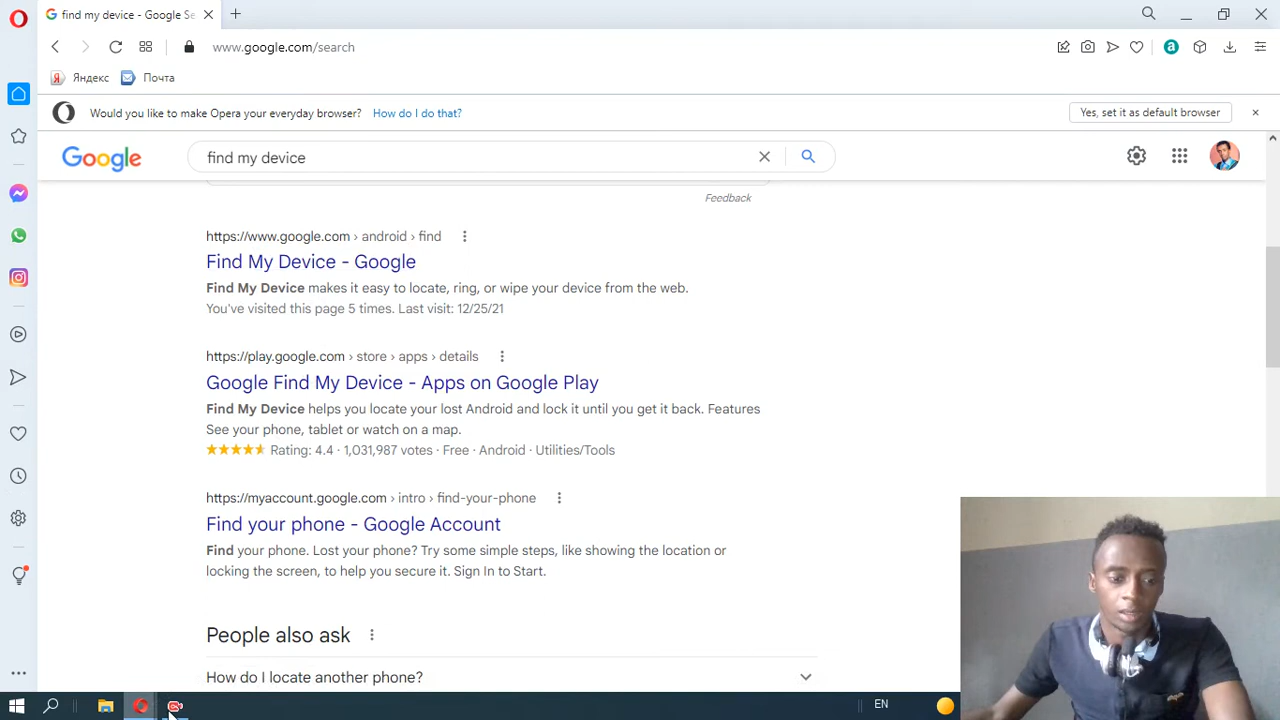 find my device - Google Se
www.google.com/search
Яндекс
Почта
Would you like to make Opera your everyday browser? How do I do that?
Yes, set it as default browser
Google
find my device
Feedback
https://www.google.com › android › find
Find My Device - Google
Find My Device makes it easy to locate, ring, or wipe your device from the web.
You've visited this page 5 times. Last visit: 12/25/21
https://play.google.com › store › apps › details
Google Find My Device - Apps on Google Play
Find My Device helps you locate your lost Android and lock it until you get it back. Features
See your phone, tablet or watch on a map.
Rating: 4.4 · 1,031,987 votes · Free · Android · Utilities/Tools
https://myaccount.google.com › intro › find-your-phone
Find your phone - Google Account
Find your phone. Lost your phone? Try some simple steps, like showing the location or
locking the screen, to help you secure it. Sign In to Start.
People also ask
How do I locate another phone?
EN